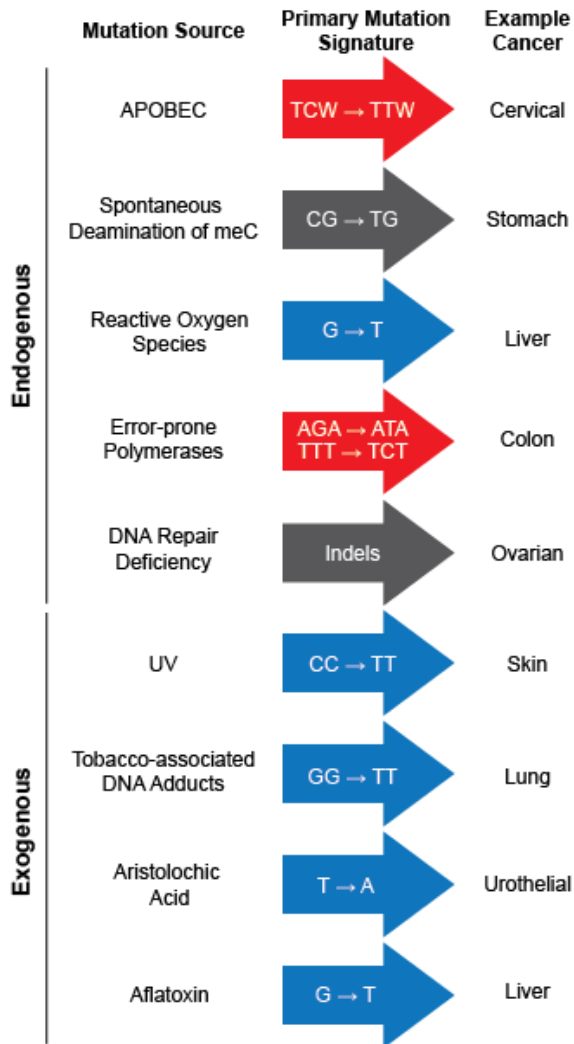 Mutation Source
Primary Mutation
Signature
Example
Cancer
Endogenous
APOBEC
TCW → TTW
Cervical
Spontaneous
Deamination of meC
CG → TG
Stomach
Reactive Oxygen
Species
G → T
Liver
Error-prone
Polymerases
AGA → ATA
TTT → TCT
Colon
DNA Repair
Deficiency
Indels
Ovarian
Exogenous
UV
CC → TT
Skin
Tobacco-associated
DNA Adducts
GG → TT
Lung
Aristolochic
Acid
T → A
Urothelial
Aflatoxin
G → T
Liver